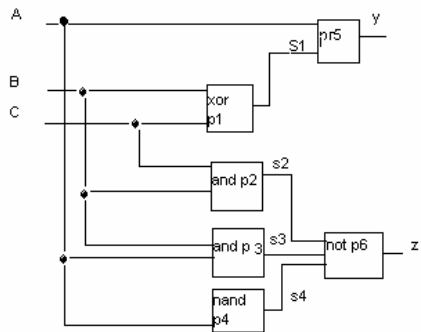 A
y
S1
pr5
B
xor
p1
C
s2
and p2
s3
and p 3
not p6
z
nand
p4
s4